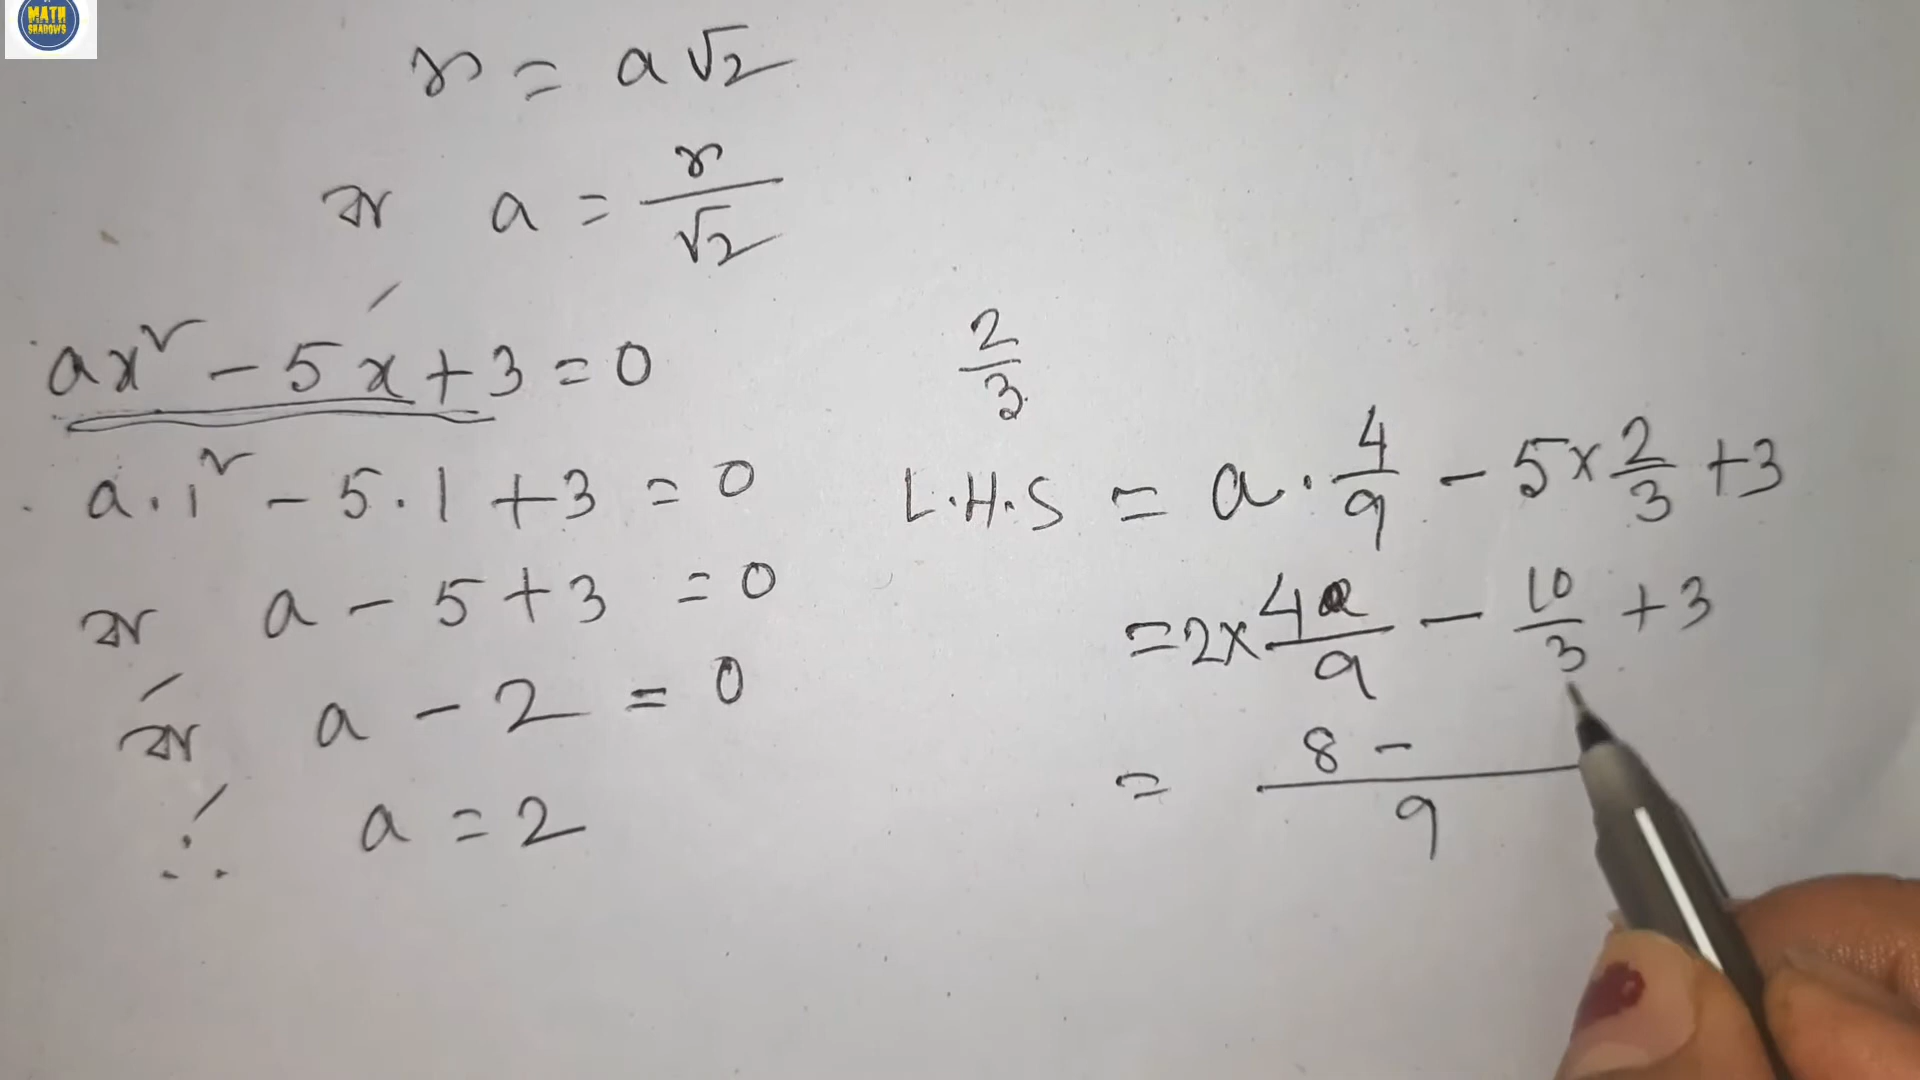 MATH
SHADOWS
r = a√2
বা a = r/√2
ax² - 5x + 3 = 0
a.1² - 5.1 + 3 = 0
বা a - 5 + 3 = 0
বা a - 2 = 0
∴ a = 2
2/3
L.H.S = a . 4/9 - 5 × 2/3 + 3
= 2 × 4/9 - 10/3 + 3
= 8 - /9